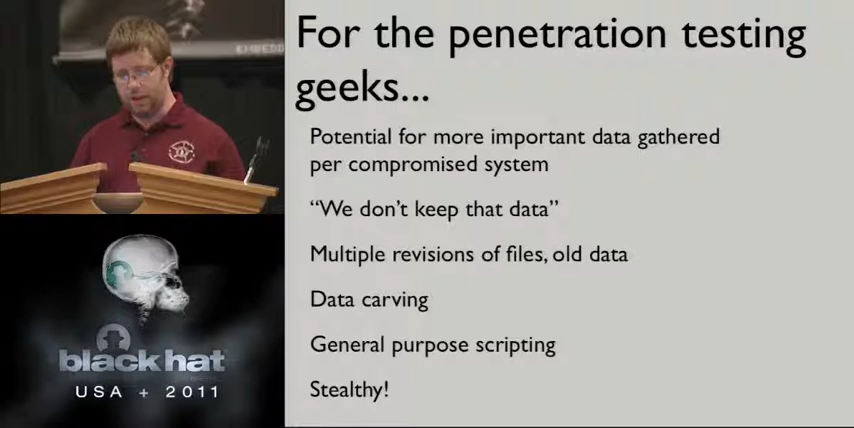 For the penetration testing
geeks...
Potential for more important data gathered
per compromised system
“We don’t keep that data”
Multiple revisions of files, old data
Data carving
General purpose scripting
Stealthy!
black hat
USA + 2011